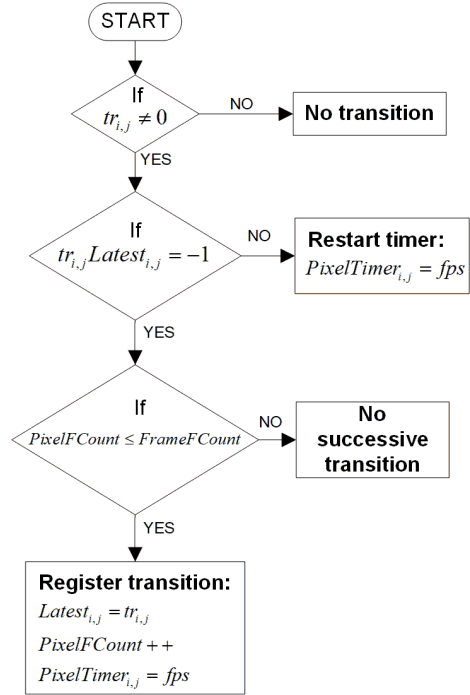 START
If
tr_{i,j} ≠ 0
NO
No transition
YES
If
tr_{i,j}Latest_{i,j} = −1
NO
Restart timer:
PixelTimer_{i,j} = fps
YES
If
PixelFCount ≤ FrameFCount
NO
No
successive
transition
YES
Register transition:
Latest_{i,j} = tr_{i,j}
PixelFCount ++
PixelTimer_{i,j} = fps